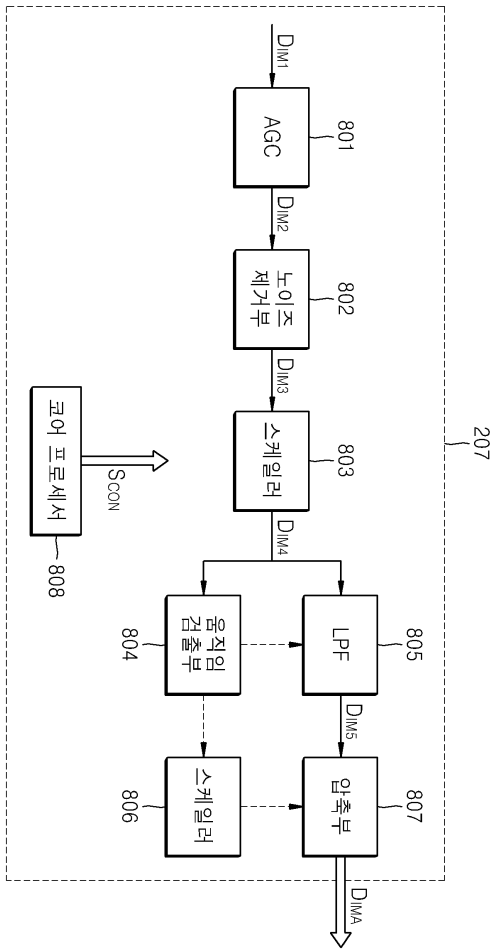 207
DIM1
AGC
801
DIM2
노이즈
제거부
802
DIM3
스케일러
803
DIM4
LPF
805
DIM5
압축부
807
DIMA
움직임
검출부
804
스케일러
806
코어 프로세서
808
SCON